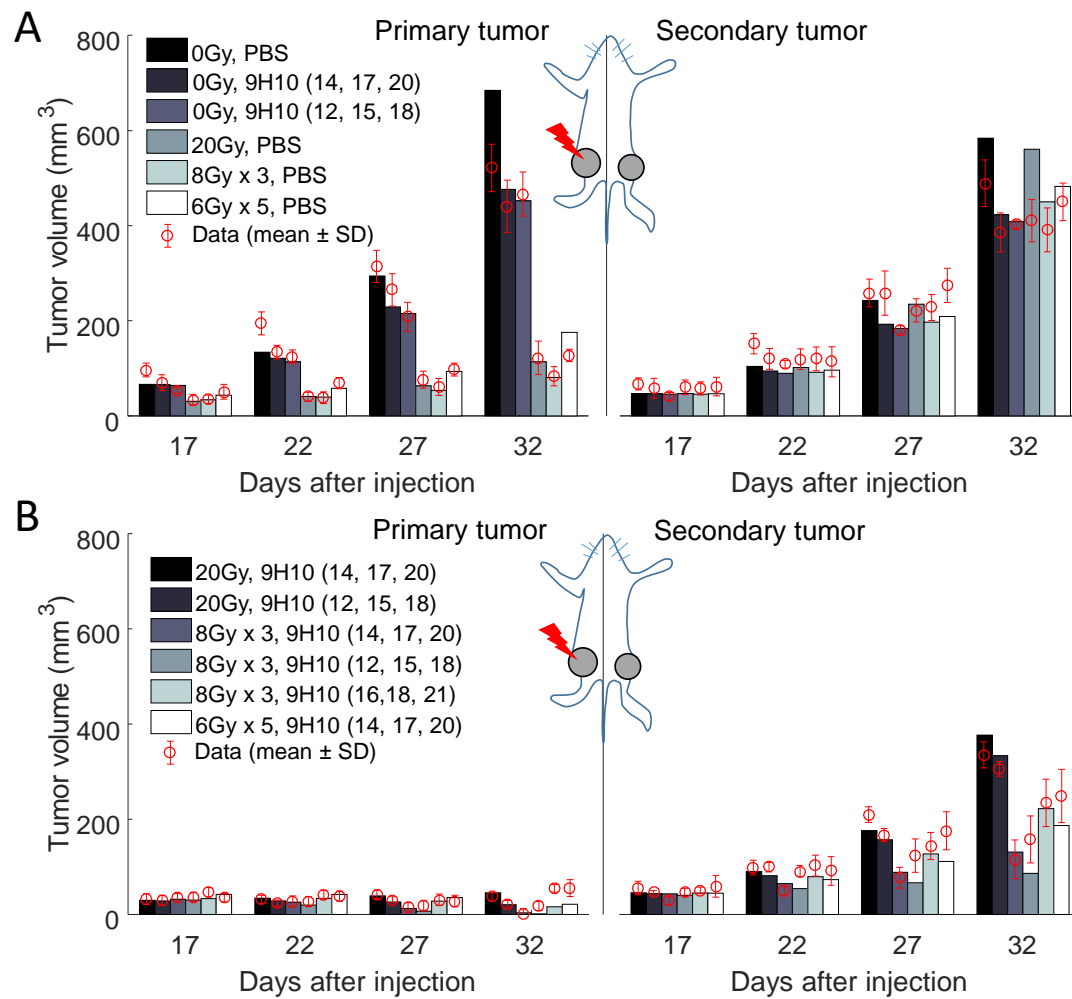 A
Primary tumor
Secondary tumor
800
600
400
200
0
Tumor volume (mm 3)
0Gy, PBS
0Gy, 9H10 (14, 17, 20)
0Gy, 9H10 (12, 15, 18)
20Gy, PBS
8Gy x 3, PBS
6Gy x 5, PBS
Data (mean ± SD)
17 22 27 32 17 22 27 32
Days after injection
Days after injection
B
Primary tumor
Secondary tumor
800
600
400
200
0
Tumor volume (mm 3)
20Gy, 9H10 (14, 17, 20)
20Gy, 9H10 (12, 15, 18)
8Gy x 3, 9H10 (14, 17, 20)
8Gy x 3, 9H10 (12, 15, 18)
8Gy x 3, 9H10 (16,18, 21)
6Gy x 5, 9H10 (14, 17, 20)
Data (mean ± SD)
17 22 27 32 17 22 27 32
Days after injection
Days after injection